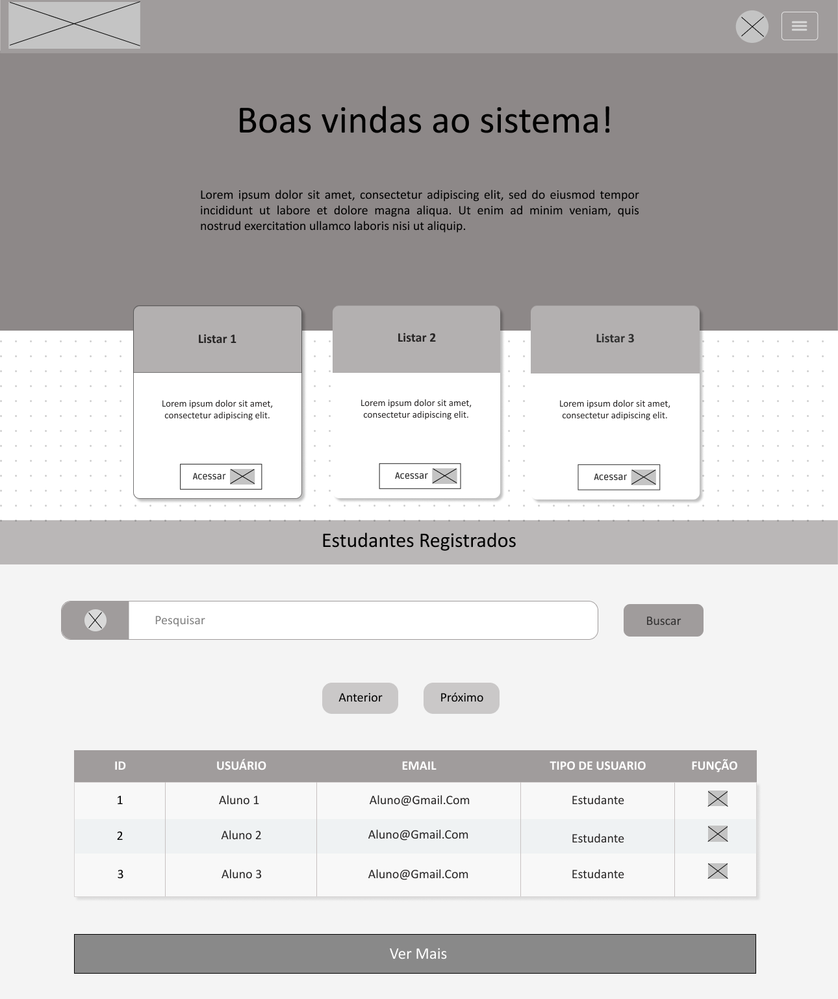 Boas vindas ao sistema!
Lorem ipsum dolor sit amet, consectetur adipiscing elit, sed do eiusmod tempor
incididunt ut labore et dolore magna aliqua. Ut enim ad minim veniam, quis
nostrud exercitation ullamco laboris nisi ut aliquip.
Listar 1
Lorem ipsum dolor sit amet,
consectetur adipiscing elit.
Acessar
Listar 2
Lorem ipsum dolor sit amet,
consectetur adipiscing elit.
Acessar
Listar 3
Lorem ipsum dolor sit amet,
consectetur adipiscing elit.
Acessar
Estudantes Registrados
Pesquisar
Buscar
Anterior
Próximo
ID USUÁRIO EMAIL TIPO DE USUARIO FUNÇÃO
1 Aluno 1 Aluno@Gmail.Com Estudante
2 Aluno 2 Aluno@Gmail.Com Estudante
3 Aluno 3 Aluno@Gmail.Com Estudante
Ver Mais